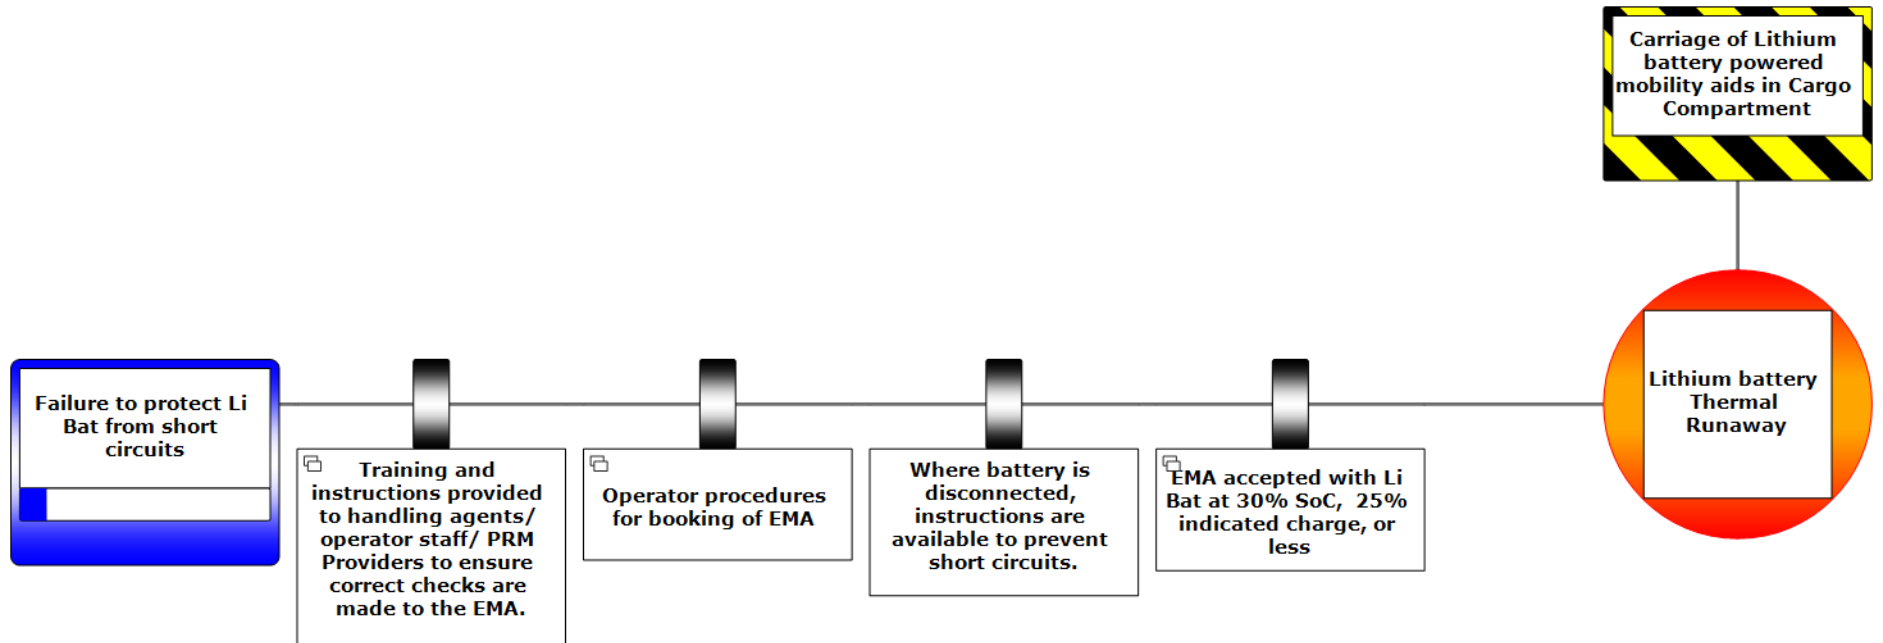 Carriage of Lithium
battery powered
mobility aids in Cargo
Compartment
Failure to protect Li
Bat from short
circuits
Training and
instructions provided
to handling agents/
operator staff/ PRM
Providers to ensure
correct checks are
made to the EMA.
Operator procedures
for booking of EMA
Where battery is
disconnected,
instructions are
available to prevent
short circuits.
EMA accepted with Li
Bat at 30% SoC,  25%
indicated charge, or
less
Lithium battery
Thermal
Runaway